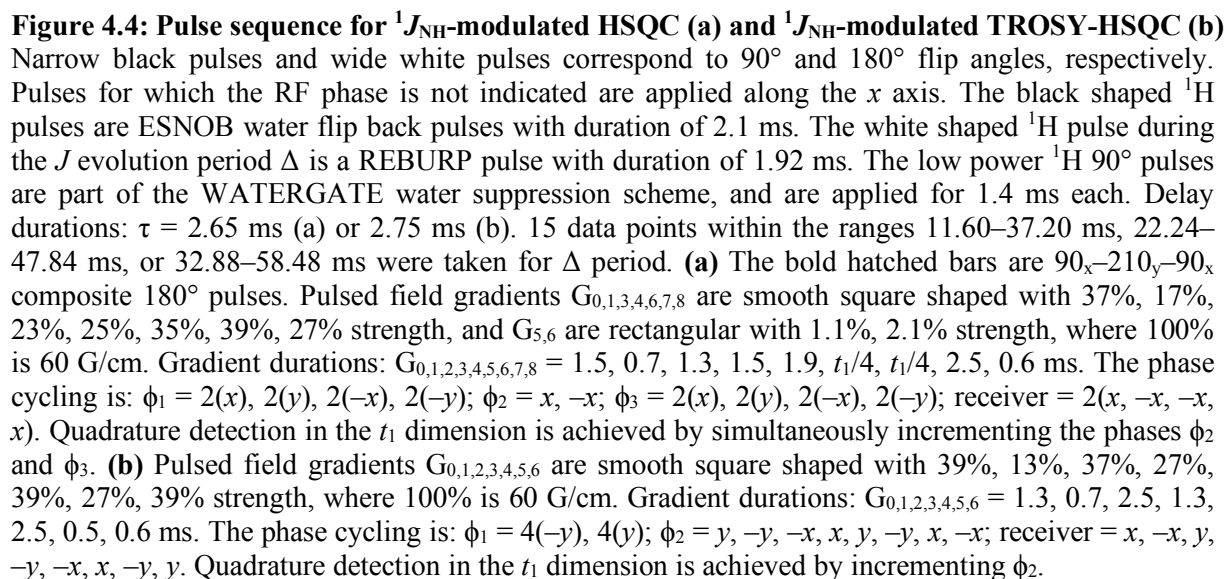 Figure 4.4: Pulse sequence for ¹J_NH-modulated HSQC (a) and ¹J_NH-modulated TROSY-HSQC (b)
Narrow black pulses and wide white pulses correspond to 90° and 180° flip angles, respectively.
Pulses for which the RF phase is not indicated are applied along the x axis. The black shaped ¹H
pulses are ESNOB water flip back pulses with duration of 2.1 ms. The white shaped ¹H pulse during
the J evolution period Δ is a REBURP pulse with duration of 1.92 ms. The low power ¹H 90° pulses
are part of the WATERGATE water suppression scheme, and are applied for 1.4 ms each. Delay
durations: τ = 2.65 ms (a) or 2.75 ms (b). 15 data points within the ranges 11.60–37.20 ms, 22.24–
47.84 ms, or 32.88–58.48 ms were taken for Δ period. (a) The bold hatched bars are 90ₓ–210_y–90ₓ
composite 180° pulses. Pulsed field gradients G₀,₁,₃,₄,₆,₇,₈ are smooth square shaped with 37%, 17%,
23%, 25%, 35%, 39%, 27% strength, and G₅,₆ are rectangular with 1.1%, 2.1% strength, where 100%
is 60 G/cm. Gradient durations: G₀,₁,₂,₃,₄,₅,₆,₇,₈ = 1.5, 0.7, 1.3, 1.5, 1.9, t₁/4, t₁/4, 2.5, 0.6 ms. The phase
cycling is: ϕ₁ = 2(x), 2(y), 2(–x), 2(–y); ϕ₂ = x, –x; ϕ₃ = 2(x), 2(y), 2(–x), 2(–y); receiver = 2(x, –x, –x,
x). Quadrature detection in the t₁ dimension is achieved by simultaneously incrementing the phases ϕ₂
and ϕ₃. (b) Pulsed field gradients G₀,₁,₂,₃,₄,₅,₆ are smooth square shaped with 39%, 13%, 37%, 27%,
39%, 27%, 39% strength, where 100% is 60 G/cm. Gradient durations: G₀,₁,₂,₃,₄,₅,₆ = 1.3, 0.7, 2.5, 1.3,
2.5, 0.5, 0.6 ms. The phase cycling is: ϕ₁ = 4(–y), 4(y); ϕ₂ = y, –y, –x, x, y, –y, x, –x; receiver = x, –x, y,
–y, –x, x, –y, y. Quadrature detection in the t₁ dimension is achieved by incrementing ϕ₂.